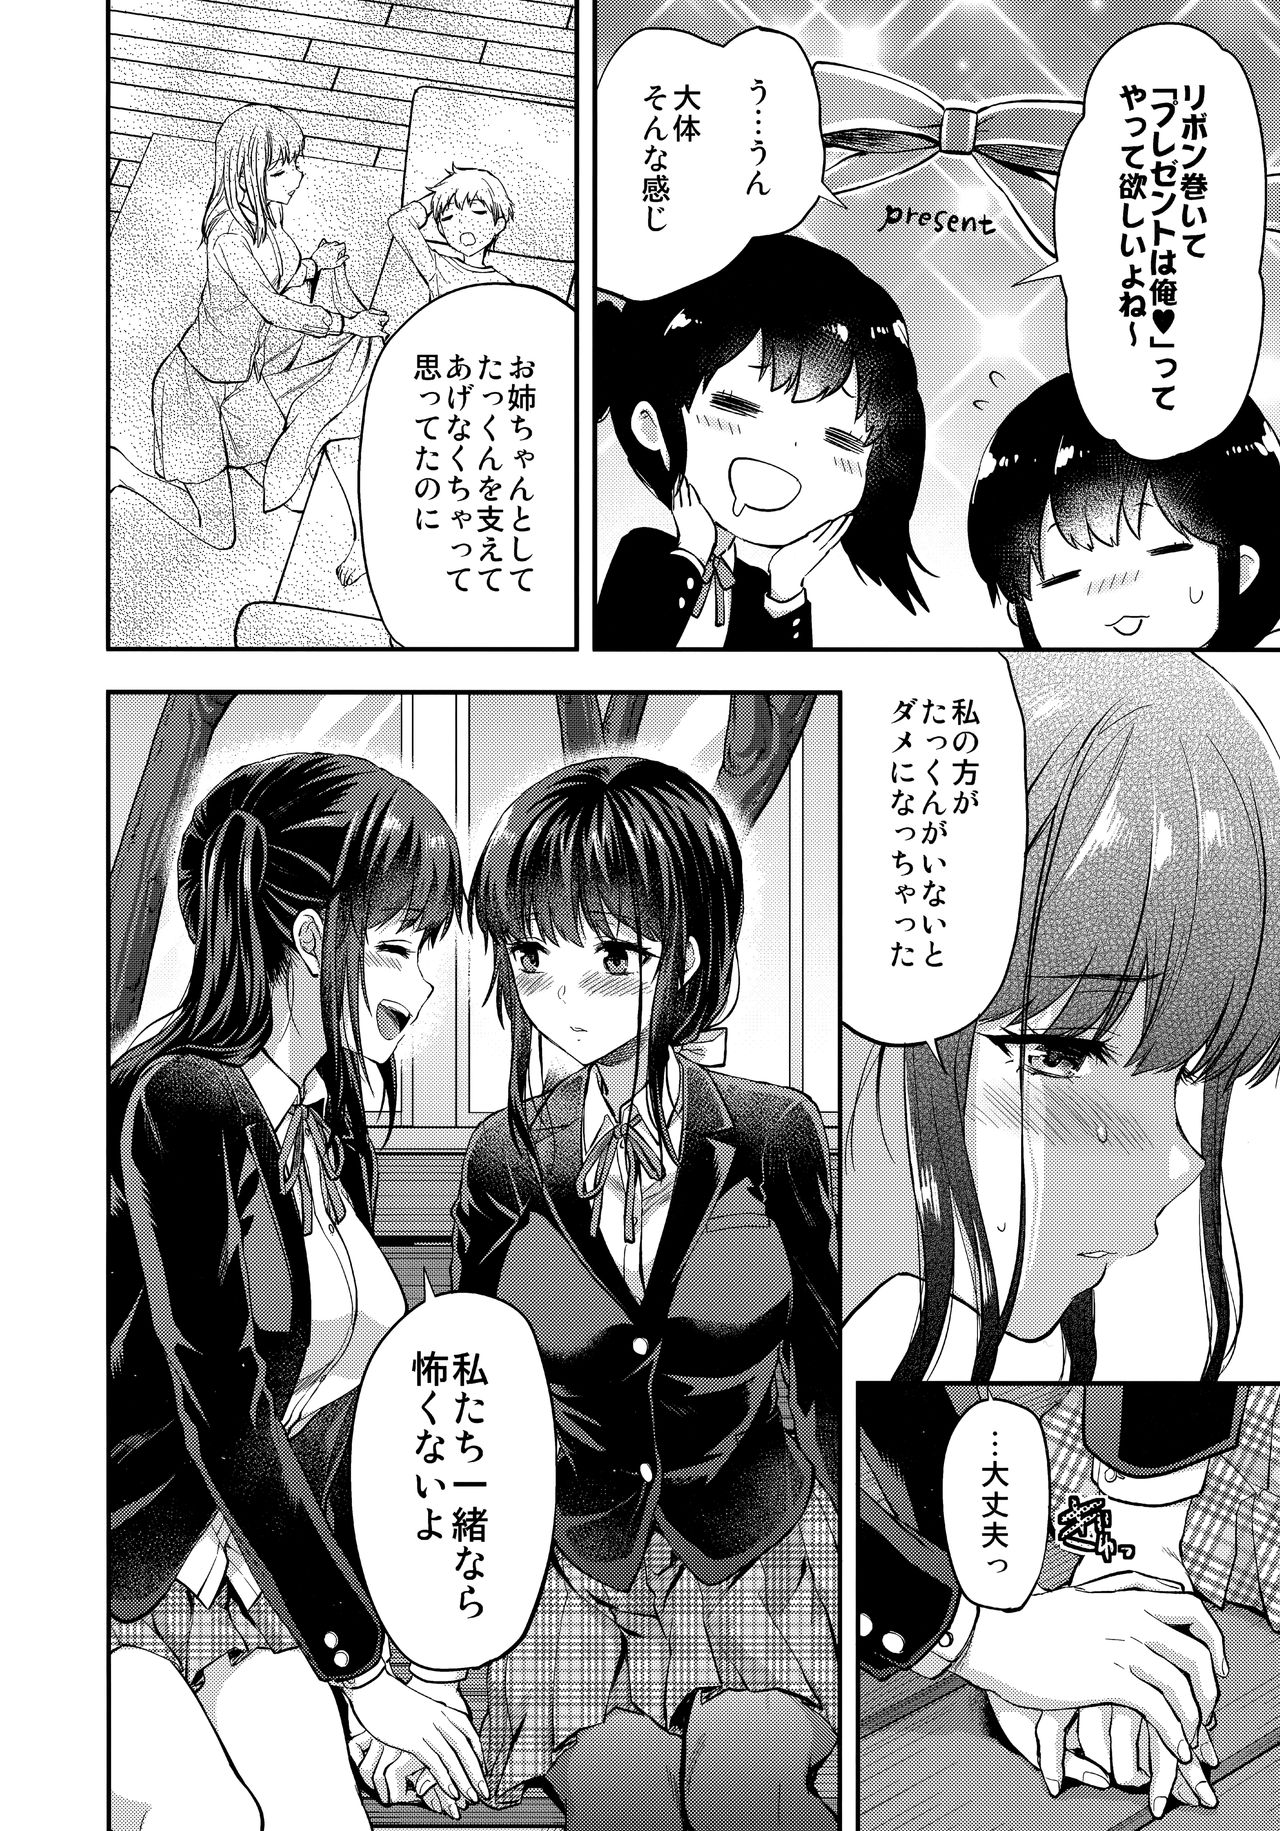 リボン巻いて
「プレゼントは俺♥」って
やって欲しいよね〜
present
う…うん
大体
そんな感じ
お姉ちゃんとして
たっくんを支えて
あげなくちゃって
思ってたのに
私の方が
たっくんがいないと
ダメになっちゃった
…大丈夫っ
ぎゅっ
私たち一緒なら
怖くないよ